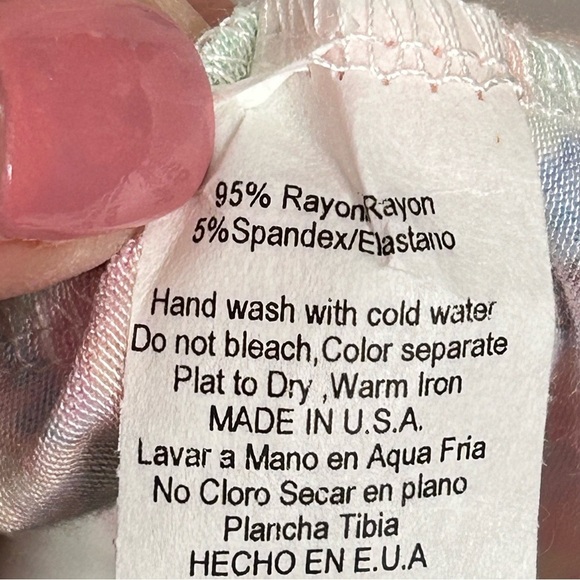 95% RayonRayon
5%Spandex/Elastano
Hand wash with cold water
Do not bleach,Color separate
Plat to Dry ,Warm Iron
MADE IN U.S.A.
Lavar a Mano en Aqua Fria
No Cloro Secar en plano
Plancha Tibia
HECHO EN E.U.A